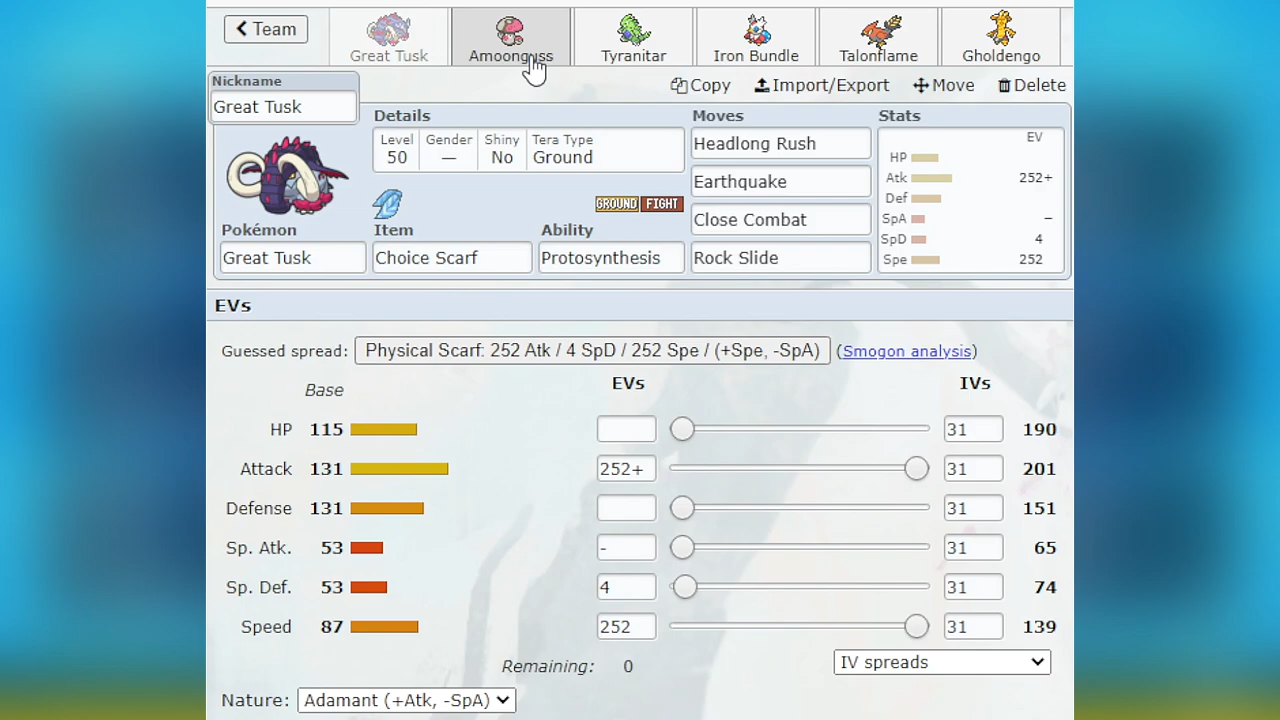 Team
Great Tusk
Amoonguss
Tyranitar
Iron Bundle
Talonflame
Gholdengo
Nickname
Great Tusk
Copy
Import/Export
Move
Delete
Details
Level
50
Gender
—
Shiny
No
Tera Type
Ground
GROUND FIGHT
Pokémon
Great Tusk
Item
Choice Scarf
Ability
Protosynthesis
Moves
Headlong Rush
Earthquake
Close Combat
Rock Slide
Stats
EV
HP
Atk 252+
Def
SpA –
SpD 4
Spe 252
EVs
Guessed spread: Physical Scarf: 252 Atk / 4 SpD / 252 Spe / (+Spe, -SpA) (Smogon analysis)
Base EVs IVs
HP 115 31 190
Attack 131 252+ 31 201
Defense 131 31 151
Sp. Atk. 53 - 31 65
Sp. Def. 53 4 31 74
Speed 87 252 31 139
Remaining: 0
IV spreads
Nature: Adamant (+Atk, -SpA)